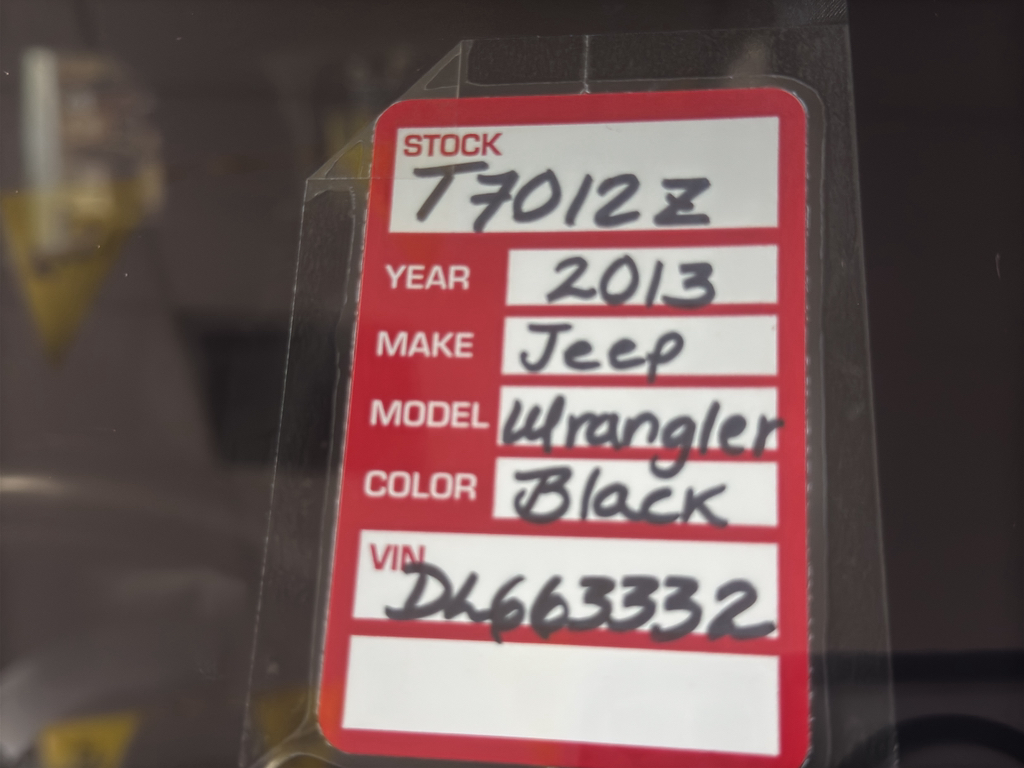 STOCK
T7012Z
YEAR 2013
MAKE Jeep
MODEL Wrangler
COLOR Black
VIN
DL663332